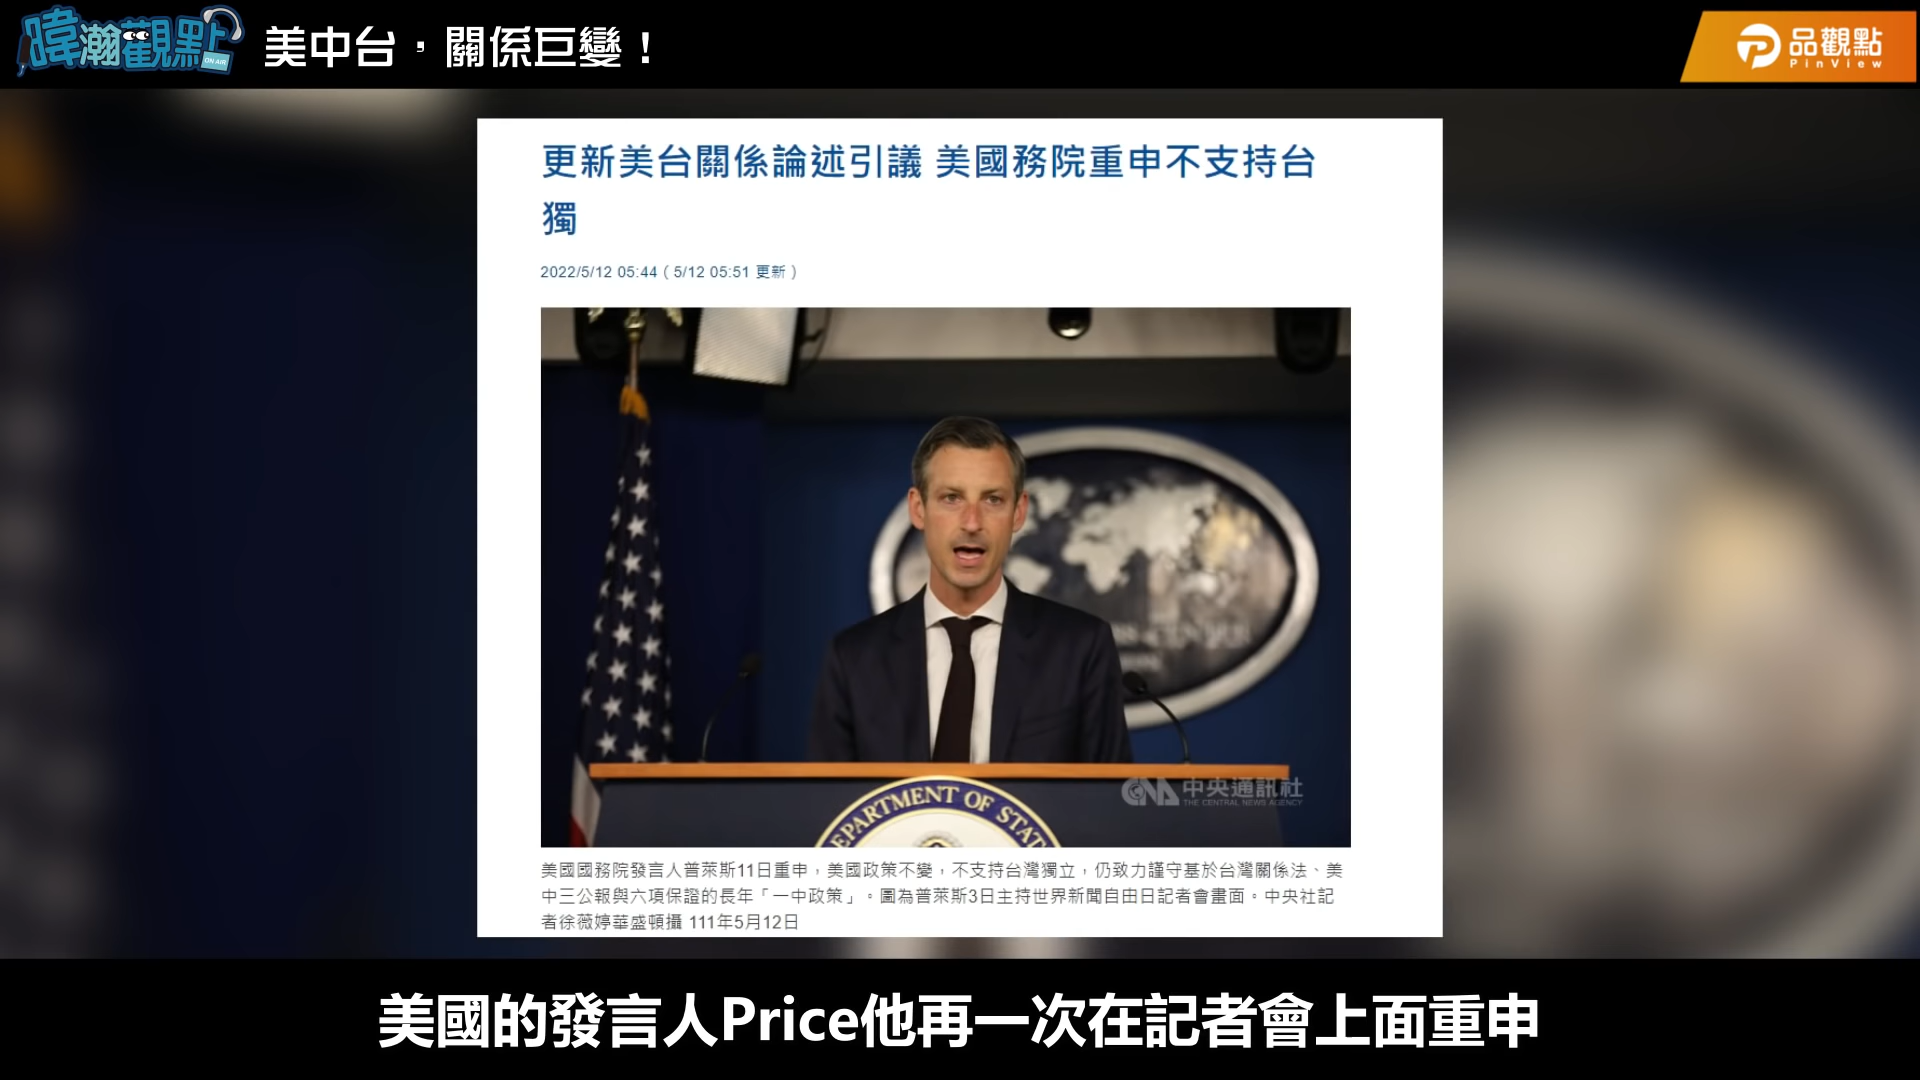 暐瀚觀點
ON AIR
美中台，關係巨變！
品觀點
PinView
更新美台關係論述引議 美國務院重申不支持台
獨
2022/5/12 05:44（5/12 05:51 更新）
EPARTMENT OF STAT
CNA 中央通訊社
THE CENTRAL NEWS AGENCY
美國國務院發言人普萊斯11日重申，美國政策不變，不支持台灣獨立，仍致力謹守基於台灣關係法、美
中三公報與六項保證的長年「一中政策」。圖為普萊斯3日主持世界新聞自由日記者會畫面。中央社記
者徐薇婷華盛頓攝 111年5月12日
美國的發言人Price他再一次在記者會上面重申